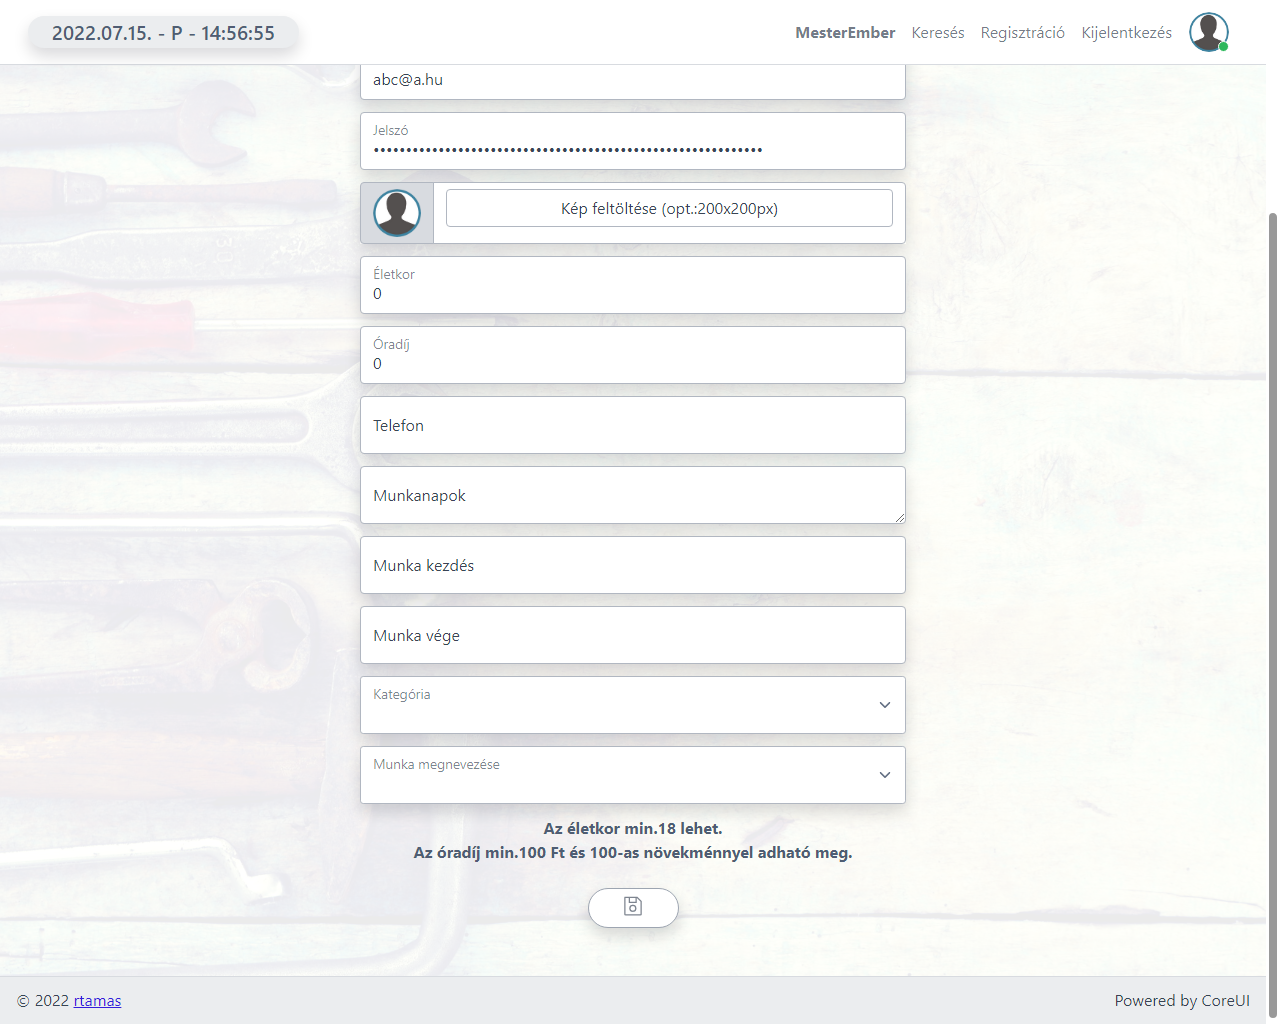 2022.07.15. - P - 14:56:55
MesterEmber Keresés Regisztráció Kijelentkezés
abc@a.hu
Jelszó
Kép feltöltése (opt.:200x200px)
Életkor
0
Óradíj
0
Telefon
Munkanapok
Munka kezdés
Munka vége
Kategória
Munka megnevezése
Az életkor min.18 lehet.
Az óradíj min.100 Ft és 100-as növekménnyel adható meg.
© 2022 rtamas
Powered by CoreUI